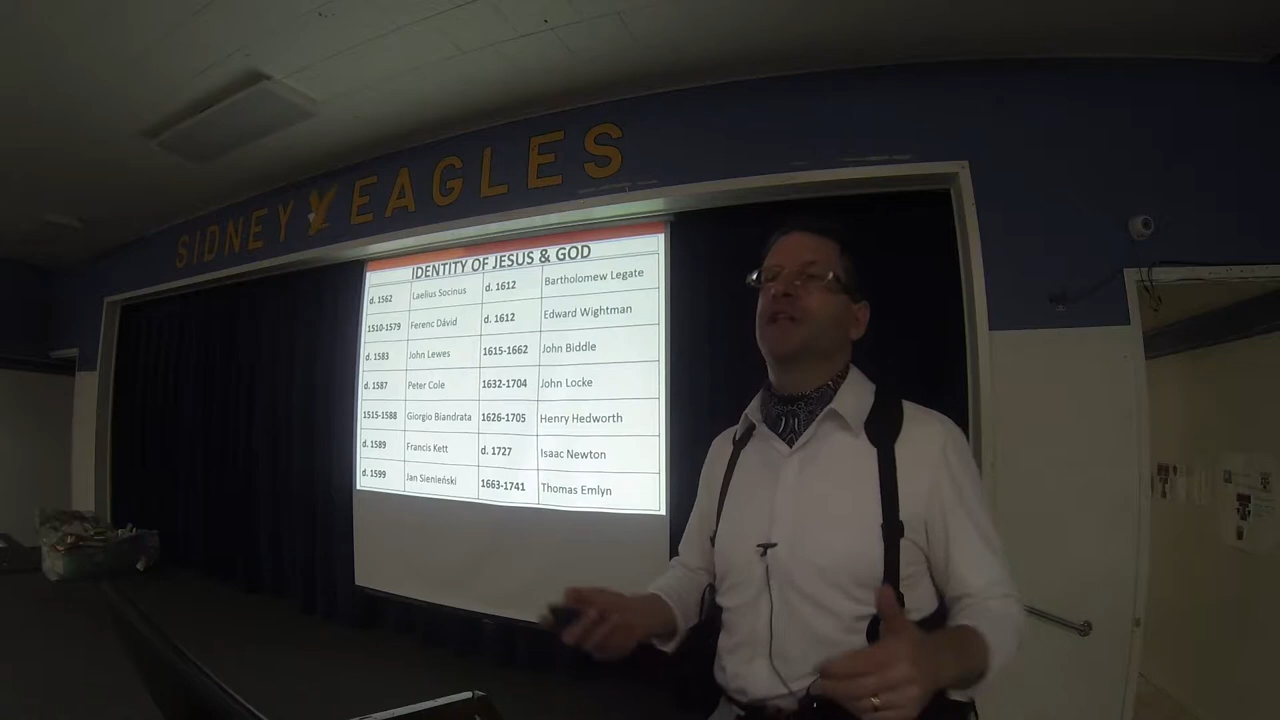 SIDNEY EAGLES
IDENTITY OF JESUS & GOD
d. 1562 Laelius Socinus d. 1612 Bartholomew Legate
1510-1579 Ferenc Dávid d. 1612 Edward Wightman
d. 1583 John Lewes 1615-1662 John Biddle
d. 1587 Peter Cole 1632-1704 John Locke
1515-1588 Giorgio Biandrata 1626-1705 Henry Hedworth
d. 1589 Francis Kett d. 1727 Isaac Newton
d. 1599 Jan Sienieński 1663-1741 Thomas Emlyn